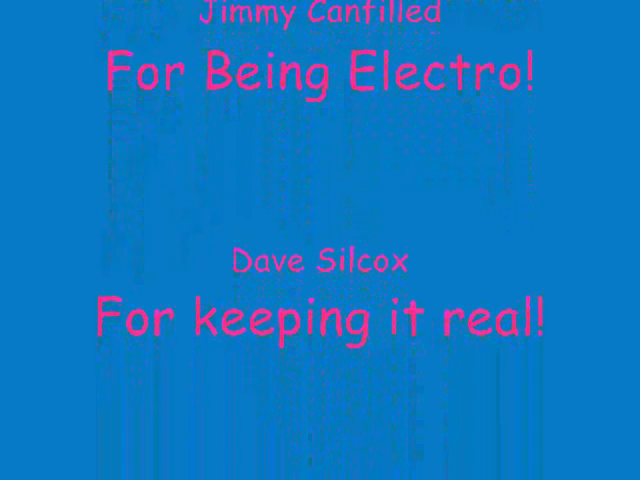 Jimmy Canfilled
For Being Electro!
Dave Silcox
For keeping it real!